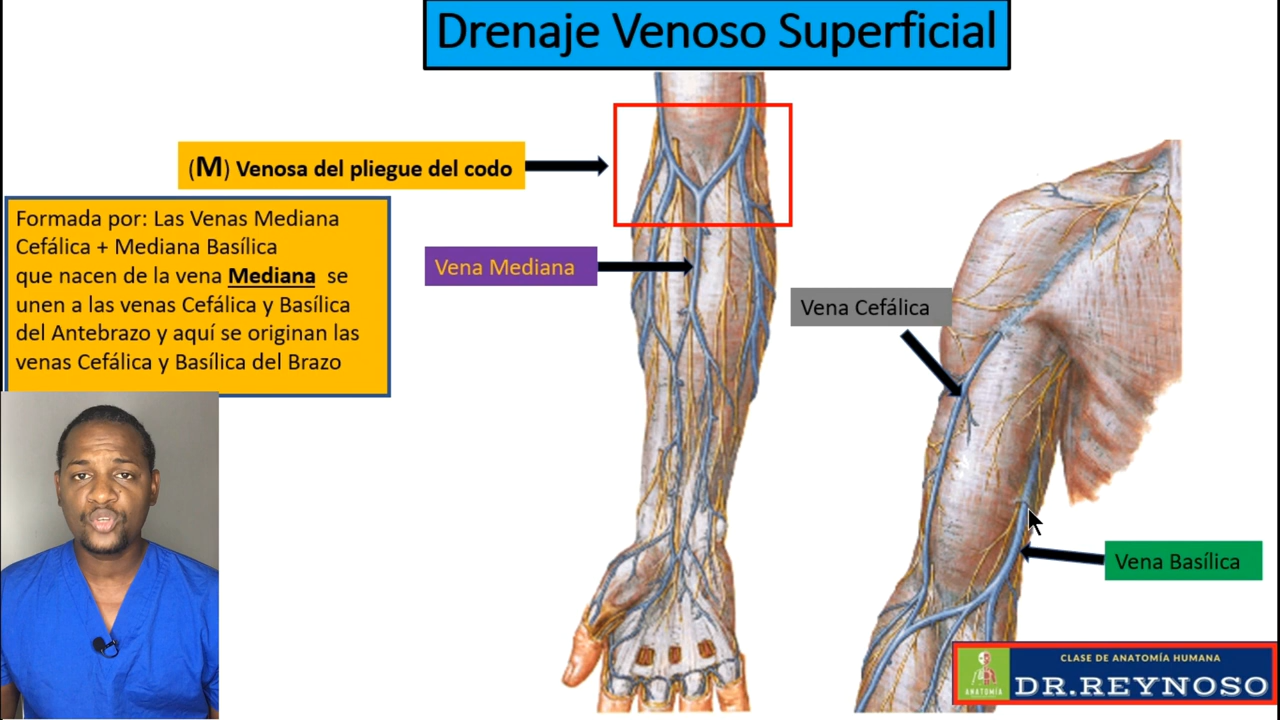 Drenaje Venoso Superficial
(M) Venosa del pliegue del codo
Formada por: Las Venas Mediana
Cefálica + Mediana Basílica
que nacen de la vena Mediana se
unen a las venas Cefálica y Basílica
del Antebrazo y aquí se originan las
venas Cefálica y Basílica del Brazo
Vena Mediana
Vena Cefálica
Vena Basílica
CLASE DE ANATOMÍA HUMANA
ANATOMÍA
DR.REYNOSO